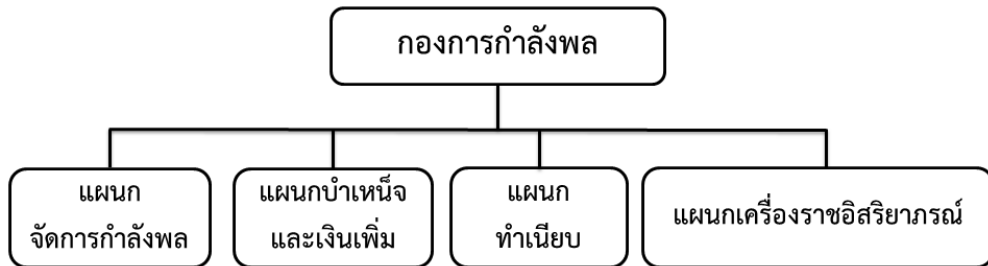 กองการกำลังพล
แผนก
จัดการกำลังพล
แผนกบำเหน็จ
และเงินเพิ่ม
แผนก
ทำเนียบ
แผนกเครื่องราชอิสริยาภรณ์